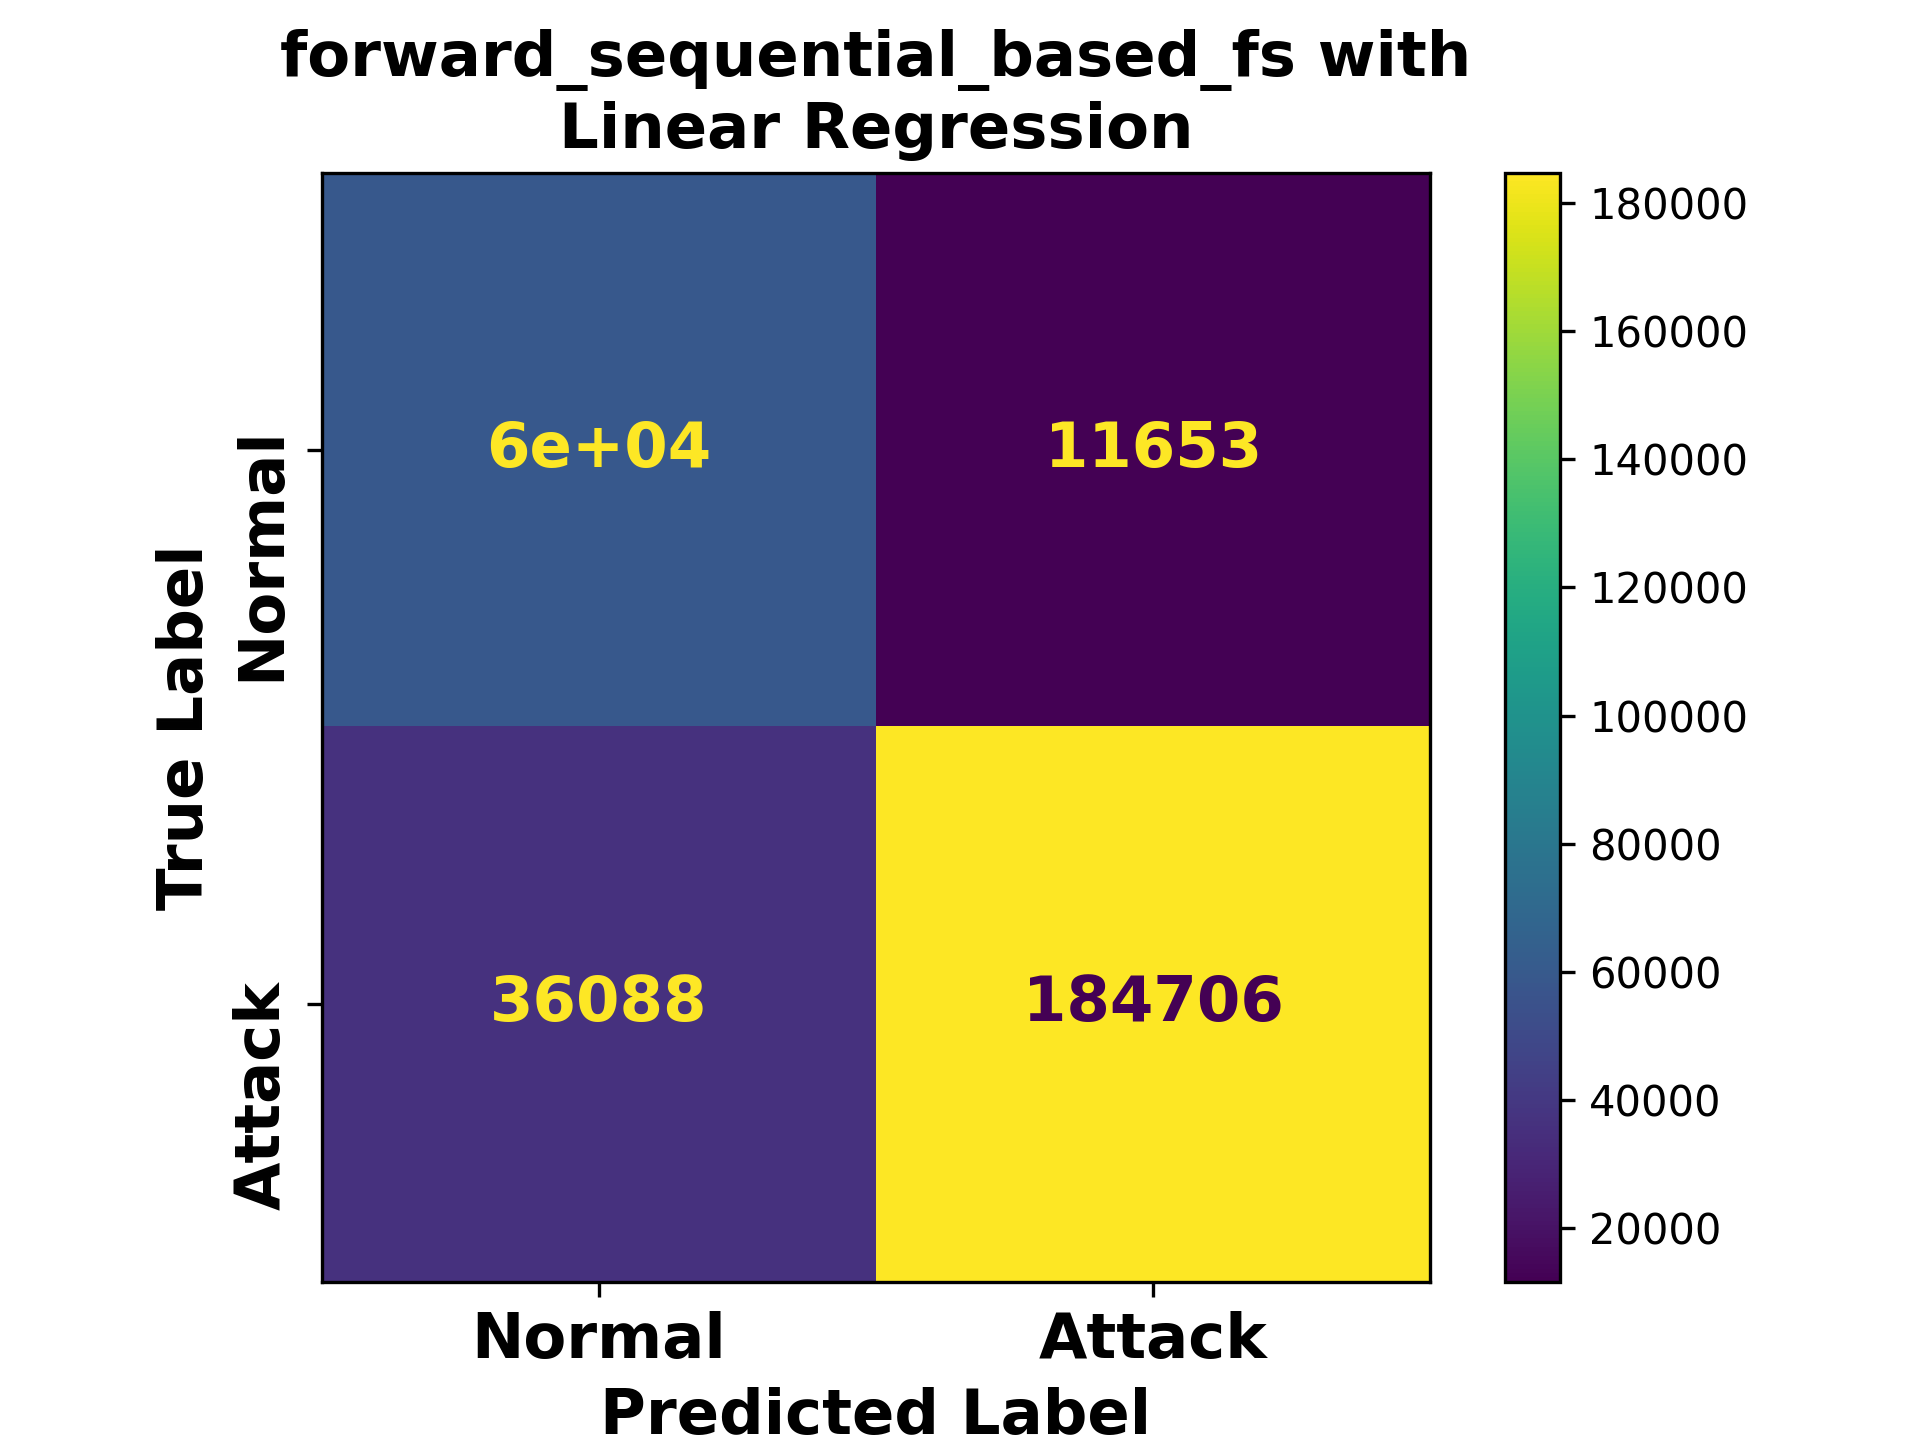 forward_sequential_based_fs with
Linear Regression
True Label
Normal
Attack
6e+04
11653
36088
184706
Normal
Attack
Predicted Label
180000
160000
140000
120000
100000
80000
60000
40000
20000